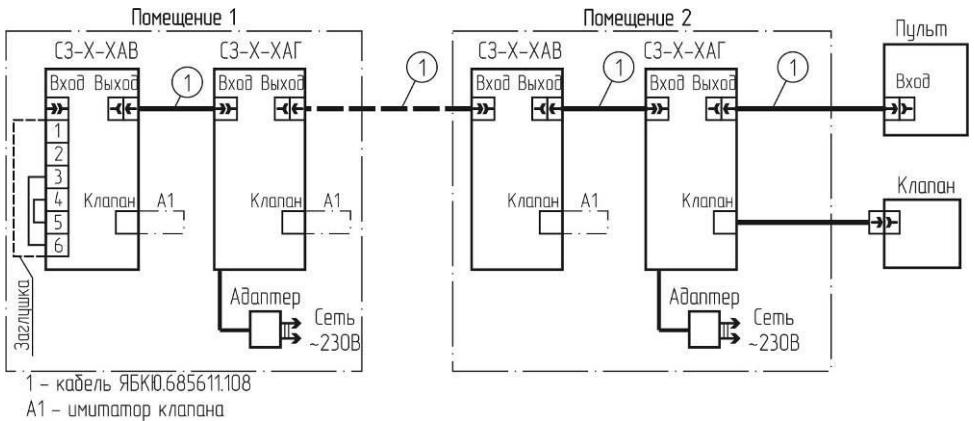 Помещение 1
Помещение 2
СЗ-Х-ХАВ
СЗ-Х-ХАГ
СЗ-Х-ХАВ
СЗ-Х-ХАГ
Пульт
Вход Выход
1
Вход Выход
1
Вход Выход
1
Вход Выход
1
Вход
1
2
3
4
5
6
Клапан
А1
Клапан
А1
Клапан
А1
Клапан
Клапан
Заглушка
Адаптер
Сеть
~230В
Адаптер
Сеть
~230В
1 – кабель ЯБКЮ.685611.108
А1 – имитатор клапана